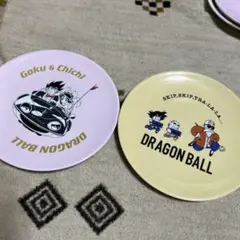 Goku & Chichi
DRAGON BALL
SKIP, SKIP, TRA-LA-LA...
DRAGON BALL